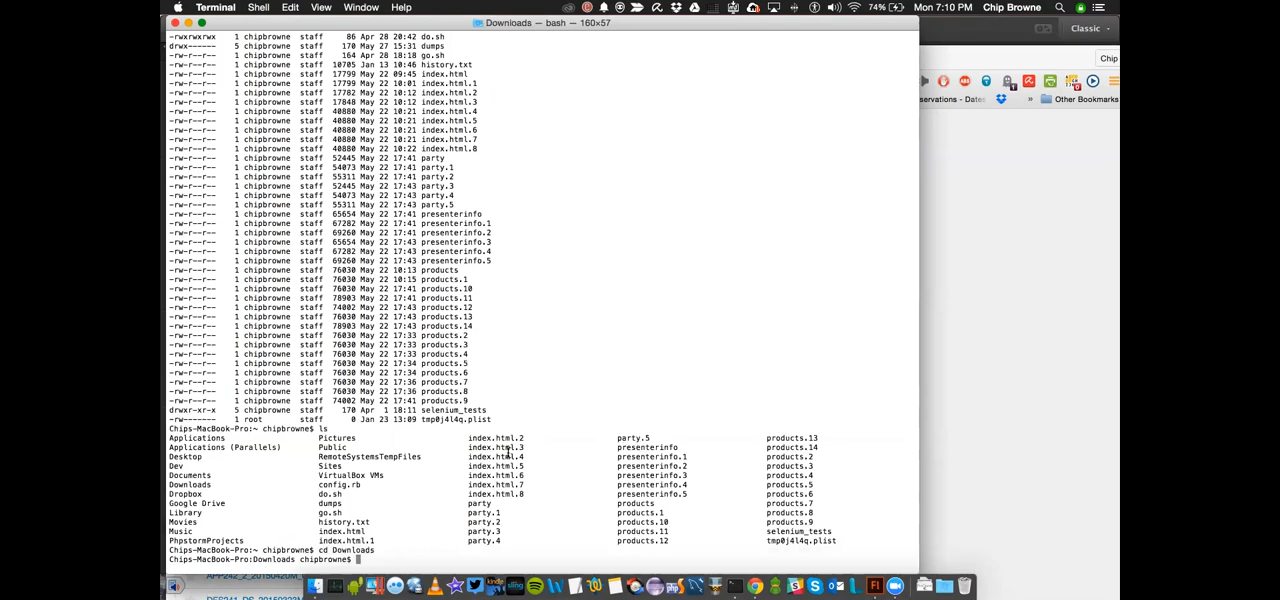 Terminal Shell Edit View Window Help 74% Mon 7:10 PM Chip Browne
Downloads — bash — 160×57
Classic
Chip
servations - Dates
» Other Bookmarks
-rwxrwxrwx 1 chipbrowne staff 86 Apr 28 20:42 do.sh
drwx------ 5 chipbrowne staff 170 May 27 15:31 dumps
-rw-r--r-- 1 chipbrowne staff 164 Apr 28 18:18 go.sh
-rw-r--r-- 1 chipbrowne staff 10705 Jan 13 10:46 history.txt
-rw-r--r-- 1 chipbrowne staff 17799 May 22 09:45 index.html
-rw-r--r-- 1 chipbrowne staff 17799 May 22 10:01 index.html.1
-rw-r--r-- 1 chipbrowne staff 17782 May 22 10:12 index.html.2
-rw-r--r-- 1 chipbrowne staff 17848 May 22 10:12 index.html.3
-rw-r--r-- 1 chipbrowne staff 40880 May 22 10:21 index.html.4
-rw-r--r-- 1 chipbrowne staff 40880 May 22 10:21 index.html.5
-rw-r--r-- 1 chipbrowne staff 40880 May 22 10:21 index.html.6
-rw-r--r-- 1 chipbrowne staff 40880 May 22 10:21 index.html.7
-rw-r--r-- 1 chipbrowne staff 40880 May 22 10:22 index.html.8
-rw-r--r-- 1 chipbrowne staff 52445 May 22 17:41 party
-rw-r--r-- 1 chipbrowne staff 54073 May 22 17:41 party.1
-rw-r--r-- 1 chipbrowne staff 55311 May 22 17:41 party.2
-rw-r--r-- 1 chipbrowne staff 52445 May 22 17:43 party.3
-rw-r--r-- 1 chipbrowne staff 54073 May 22 17:43 party.4
-rw-r--r-- 1 chipbrowne staff 55311 May 22 17:43 party.5
-rw-r--r-- 1 chipbrowne staff 65654 May 22 17:41 presenterinfo
-rw-r--r-- 1 chipbrowne staff 67282 May 22 17:41 presenterinfo.1
-rw-r--r-- 1 chipbrowne staff 69260 May 22 17:41 presenterinfo.2
-rw-r--r-- 1 chipbrowne staff 65654 May 22 17:43 presenterinfo.3
-rw-r--r-- 1 chipbrowne staff 67282 May 22 17:43 presenterinfo.4
-rw-r--r-- 1 chipbrowne staff 69260 May 22 17:43 presenterinfo.5
-rw-r--r-- 1 chipbrowne staff 76030 May 22 10:13 products
-rw-r--r-- 1 chipbrowne staff 76030 May 22 10:15 products.1
-rw-r--r-- 1 chipbrowne staff 76030 May 22 17:41 products.10
-rw-r--r-- 1 chipbrowne staff 78903 May 22 17:41 products.11
-rw-r--r-- 1 chipbrowne staff 74002 May 22 17:43 products.12
-rw-r--r-- 1 chipbrowne staff 76030 May 22 17:43 products.13
-rw-r--r-- 1 chipbrowne staff 78903 May 22 17:43 products.14
-rw-r--r-- 1 chipbrowne staff 76030 May 22 17:33 products.2
-rw-r--r-- 1 chipbrowne staff 76030 May 22 17:33 products.3
-rw-r--r-- 1 chipbrowne staff 76030 May 22 17:33 products.4
-rw-r--r-- 1 chipbrowne staff 76030 May 22 17:34 products.5
-rw-r--r-- 1 chipbrowne staff 76030 May 22 17:34 products.6
-rw-r--r-- 1 chipbrowne staff 76030 May 22 17:36 products.7
-rw-r--r-- 1 chipbrowne staff 76030 May 22 17:36 products.8
-rw-r--r-- 1 chipbrowne staff 74002 May 22 17:41 products.9
drwxr-xr-x 5 chipbrowne staff 170 Apr 1 18:11 selenium_tests
-rw------- 1 root staff 0 Jan 23 13:09 tmp0j4l4q.plist
Chips-MacBook-Pro:~ chipbrowne$ ls
Applications Pictures index.html.2 party.5 products.13
Applications (Parallels) Public index.html.3 presenterinfo products.14
Desktop RemoteSystemsTempFiles index.html.4 presenterinfo.1 products.2
Dev Sites index.html.5 presenterinfo.2 products.3
Documents VirtualBox VMs index.html.6 presenterinfo.3 products.4
Downloads config.rb index.html.7 presenterinfo.4 products.5
Dropbox do.sh index.html.8 presenterinfo.5 products.6
Google Drive dumps party products products.7
Library go.sh party.1 products.1 products.8
Movies history.txt party.2 products.10 products.9
Music index.html party.3 products.11 selenium_tests
PhpstormProjects index.html.1 party.4 products.12 tmp0j4l4q.plist
Chips-MacBook-Pro:~ chipbrowne$ cd Downloads
Chips-MacBook-Pro:Downloads chipbrowne$